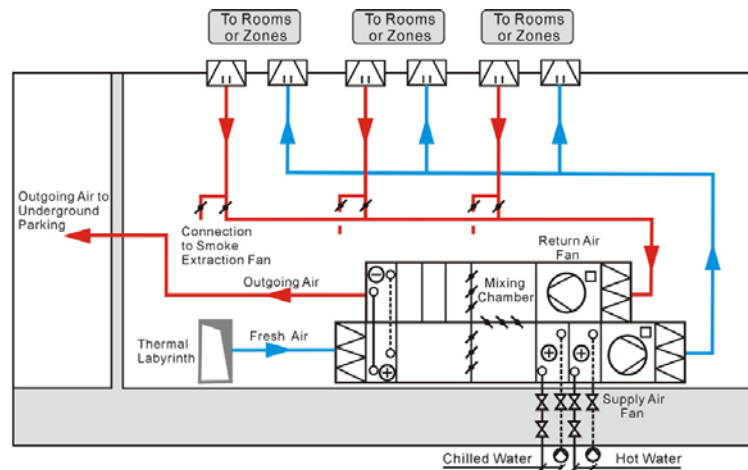 To Rooms
or Zones
To Rooms
or Zones
To Rooms
or Zones
Outgoing Air to
Underground
Parking
Connection
to Smoke
Extraction Fan
Return Air
Fan
Outgoing Air
Mixing
Chamber
Thermal
Labyrinth
Fresh Air
Supply Air
Fan
Chilled Water
Hot Water